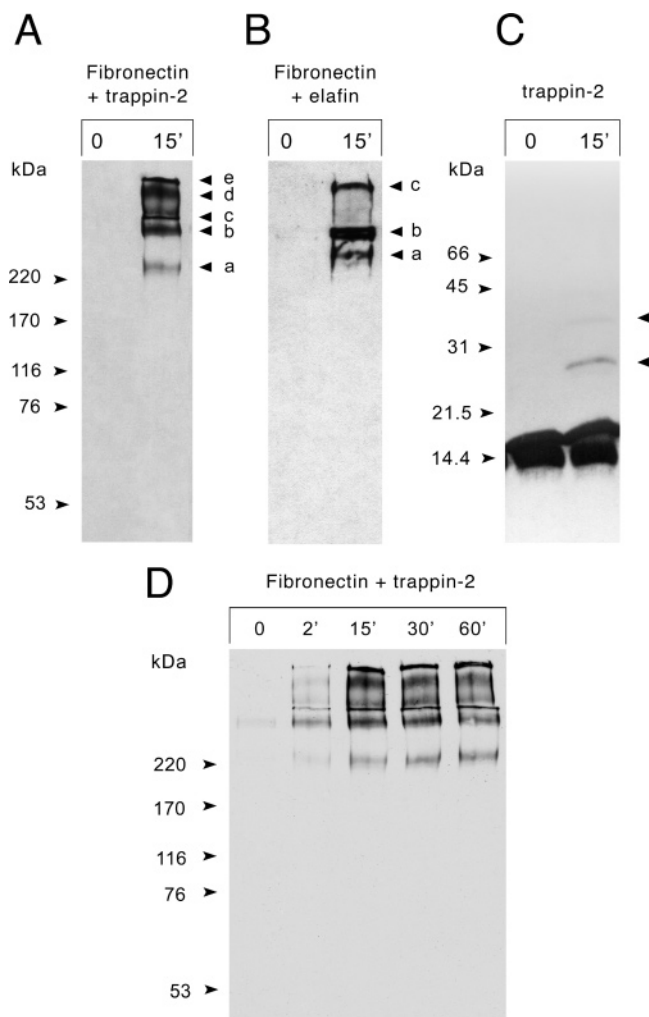 A
Fibronectin
+ trappin-2
0 15’
kDa
e
d
c
b
a
220
170
116
76
53
B
Fibronectin
+ elafin
0 15’
c
b
a
C
trappin-2
0 15’
kDa
66
45
31
21.5
14.4
D
Fibronectin + trappin-2
0 2’ 15’ 30’ 60’
kDa
220
170
116
76
53